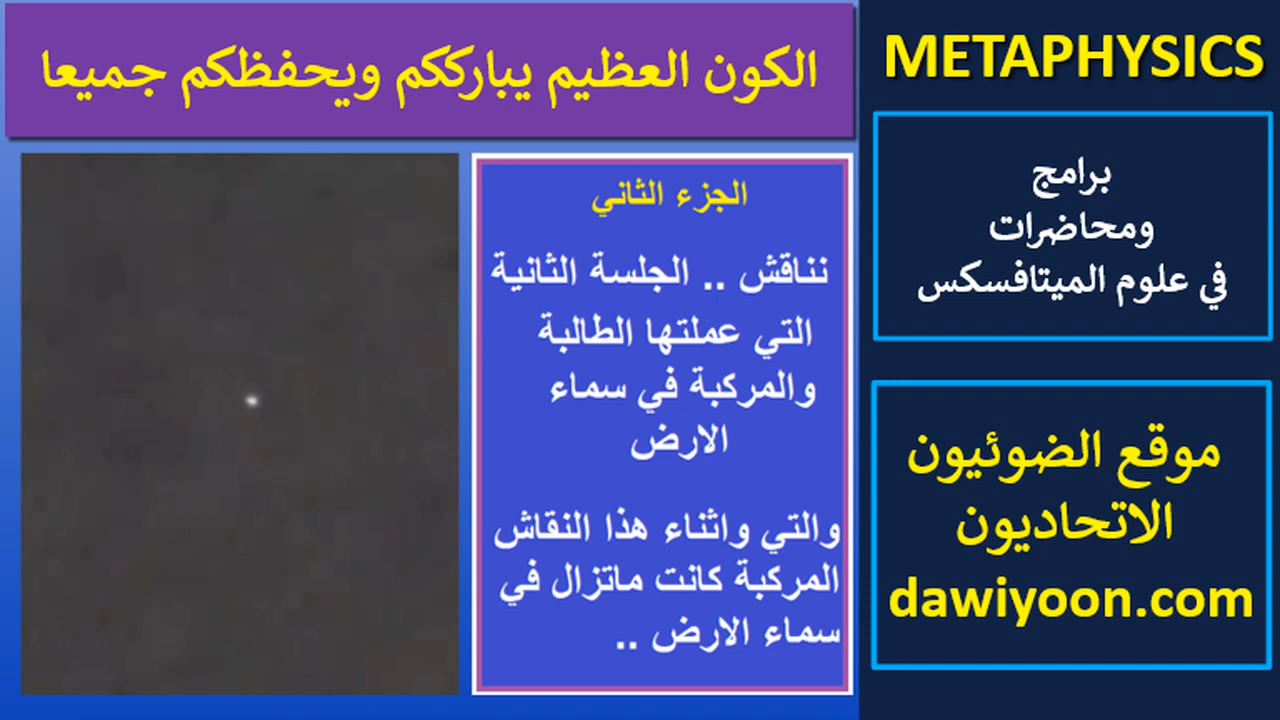 الكون العظيم يبارككم ويحفظكم جميعا
الجزء الثاني
نناقش .. الجلسة الثانية
التي عملتها الطالبة
والمركبة في سماء
الارض
والتي واثناء هذا النقاش
المركبة كانت ماتزال في
سماء الارض ..
METAPHYSICS
برامج
ومحاضرات
في علوم الميتافسكس
موقع الضوئيون
الاتحاديون
dawiyoon.com